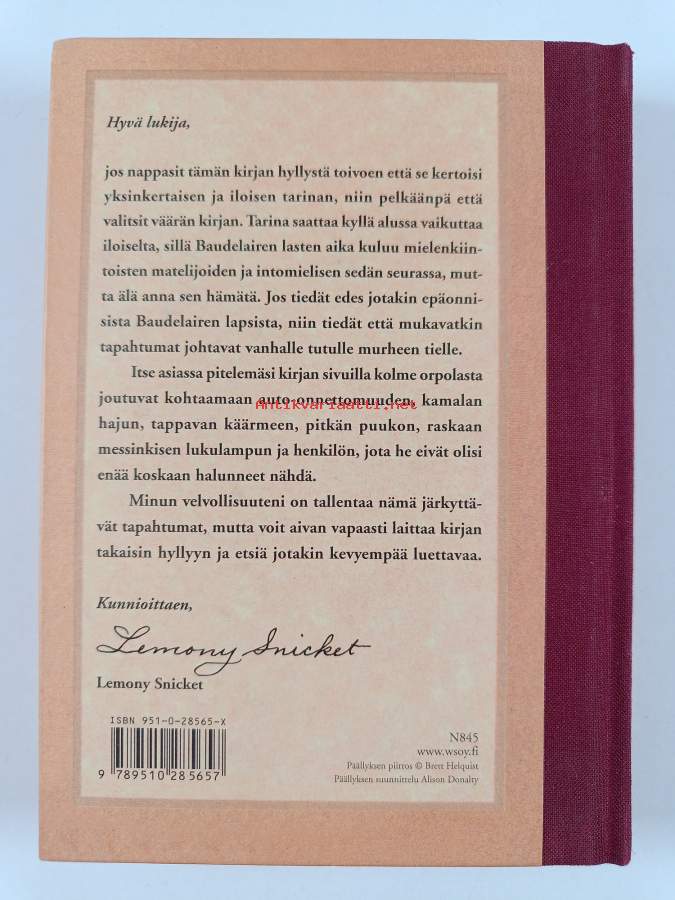 Hyvä lukija,
jos nappasit tämän kirjan hyllystä toivoen että se kertoisi
yksinkertaisen ja iloisen tarinan, niin pelkäänpä että
valitsit väärän kirjan. Tarina saattaa kyllä alussa vaikuttaa
iloiselta, sillä Baudelairen lasten aika kuluu mielenkiin-
toisten matelijoiden ja intomielisen sedän seurassa, mut-
ta älä anna sen hämätä. Jos tiedät edes jotakin epäonni-
sista Baudelairen lapsista, niin tiedät että mukavatkin
tapahtumat johtavat vanhalle tutulle murheen tielle.
Itse asiassa pitelemäsi kirjan sivuilla kolme orpolasta
joutuvat kohtaamaan auto-onnettomuuden, kamalan
Antikvariaatti.net
hajun, tappavan käärmeen, pitkän puukon, raskaan
messinkisen lukulampun ja henkilön, jota he eivät olisi
enää koskaan halunneet nähdä.
Minun velvollisuuteni on tallentaa nämä järkyttä-
vät tapahtumat, mutta voit aivan vapaasti laittaa kirjan
takaisin hyllyyn ja etsiä jotakin kevyempää luettavaa.
Kunnioittaen,
Lemony Snicket
Lemony Snicket
ISBN 951-0-28565-X
9 789510 285657
N845
www.wsoy.fi
Päällyksen piirros © Brett Helquist
Päällyksen suunnittelu Alison Donalty